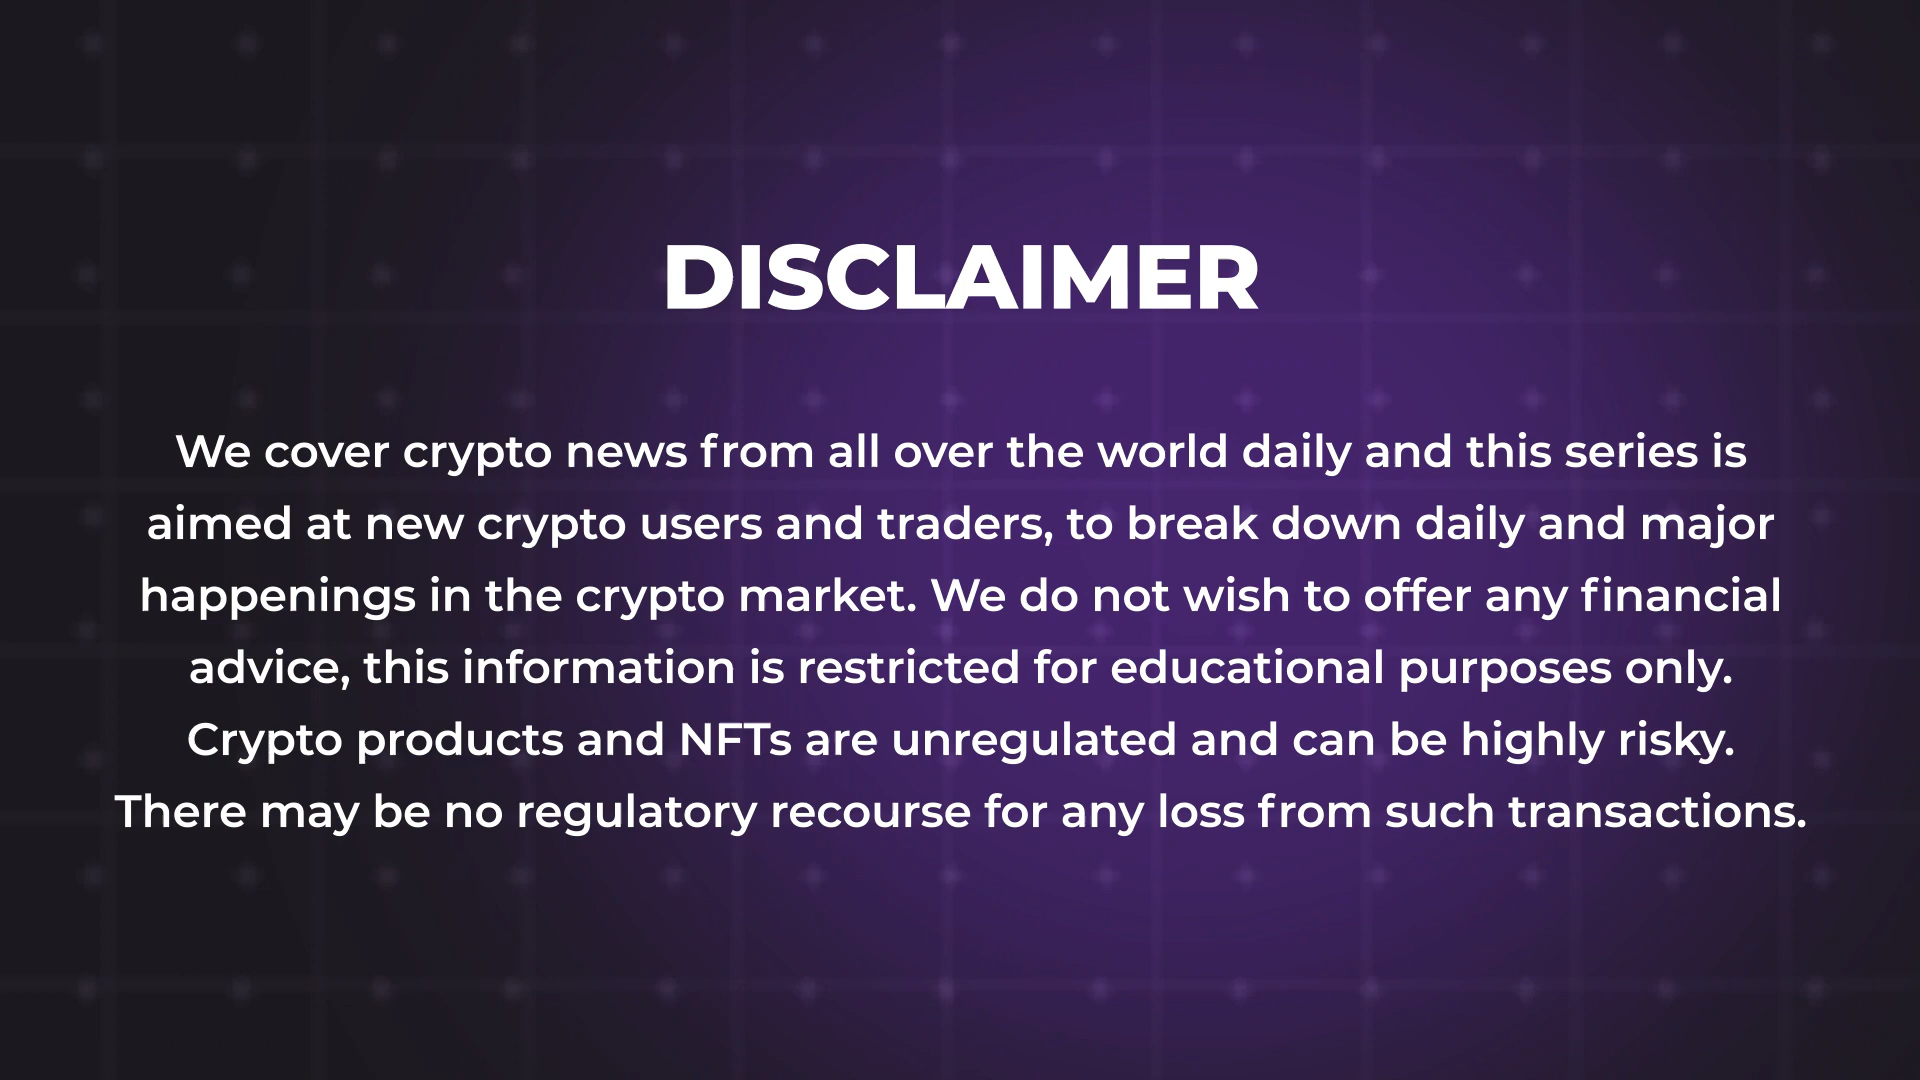 DISCLAIMER
We cover crypto news from all over the world daily and this series is
aimed at new crypto users and traders, to break down daily and major
happenings in the crypto market. We do not wish to offer any financial
advice, this information is restricted for educational purposes only.
Crypto products and NFTs are unregulated and can be highly risky.
There may be no regulatory recourse for any loss from such transactions.